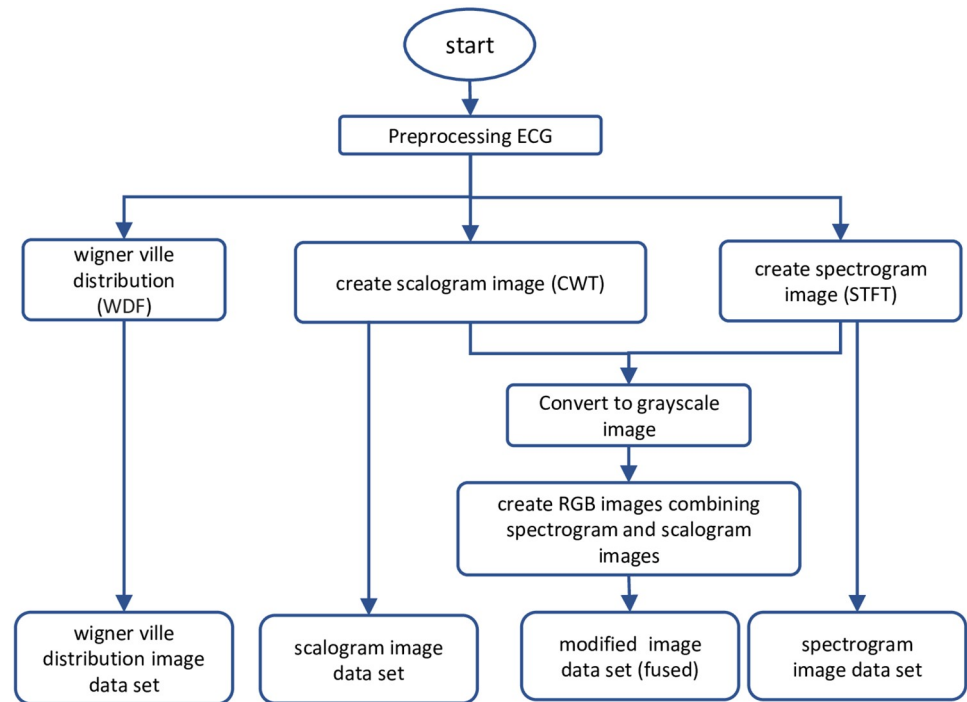 start
Preprocessing ECG
wigner ville
distribution
(WDF)
create scalogram image (CWT)
create spectrogram
image (STFT)
Convert to grayscale
image
create RGB images combining
spectrogram and scalogram
images
wigner ville
distribution image
data set
scalogram image
data set
modified image
data set (fused)
spectrogram
image data set